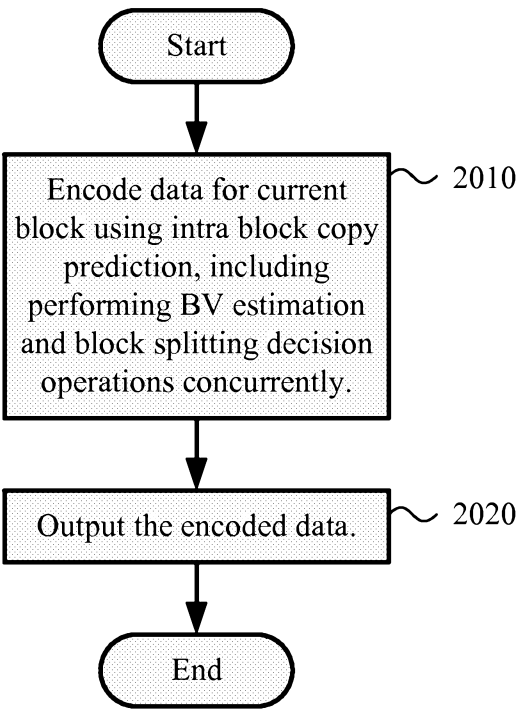 Start
Encode data for current
block using intra block copy
prediction, including
performing BV estimation
and block splitting decision
operations concurrently.
2010
Output the encoded data.
2020
End